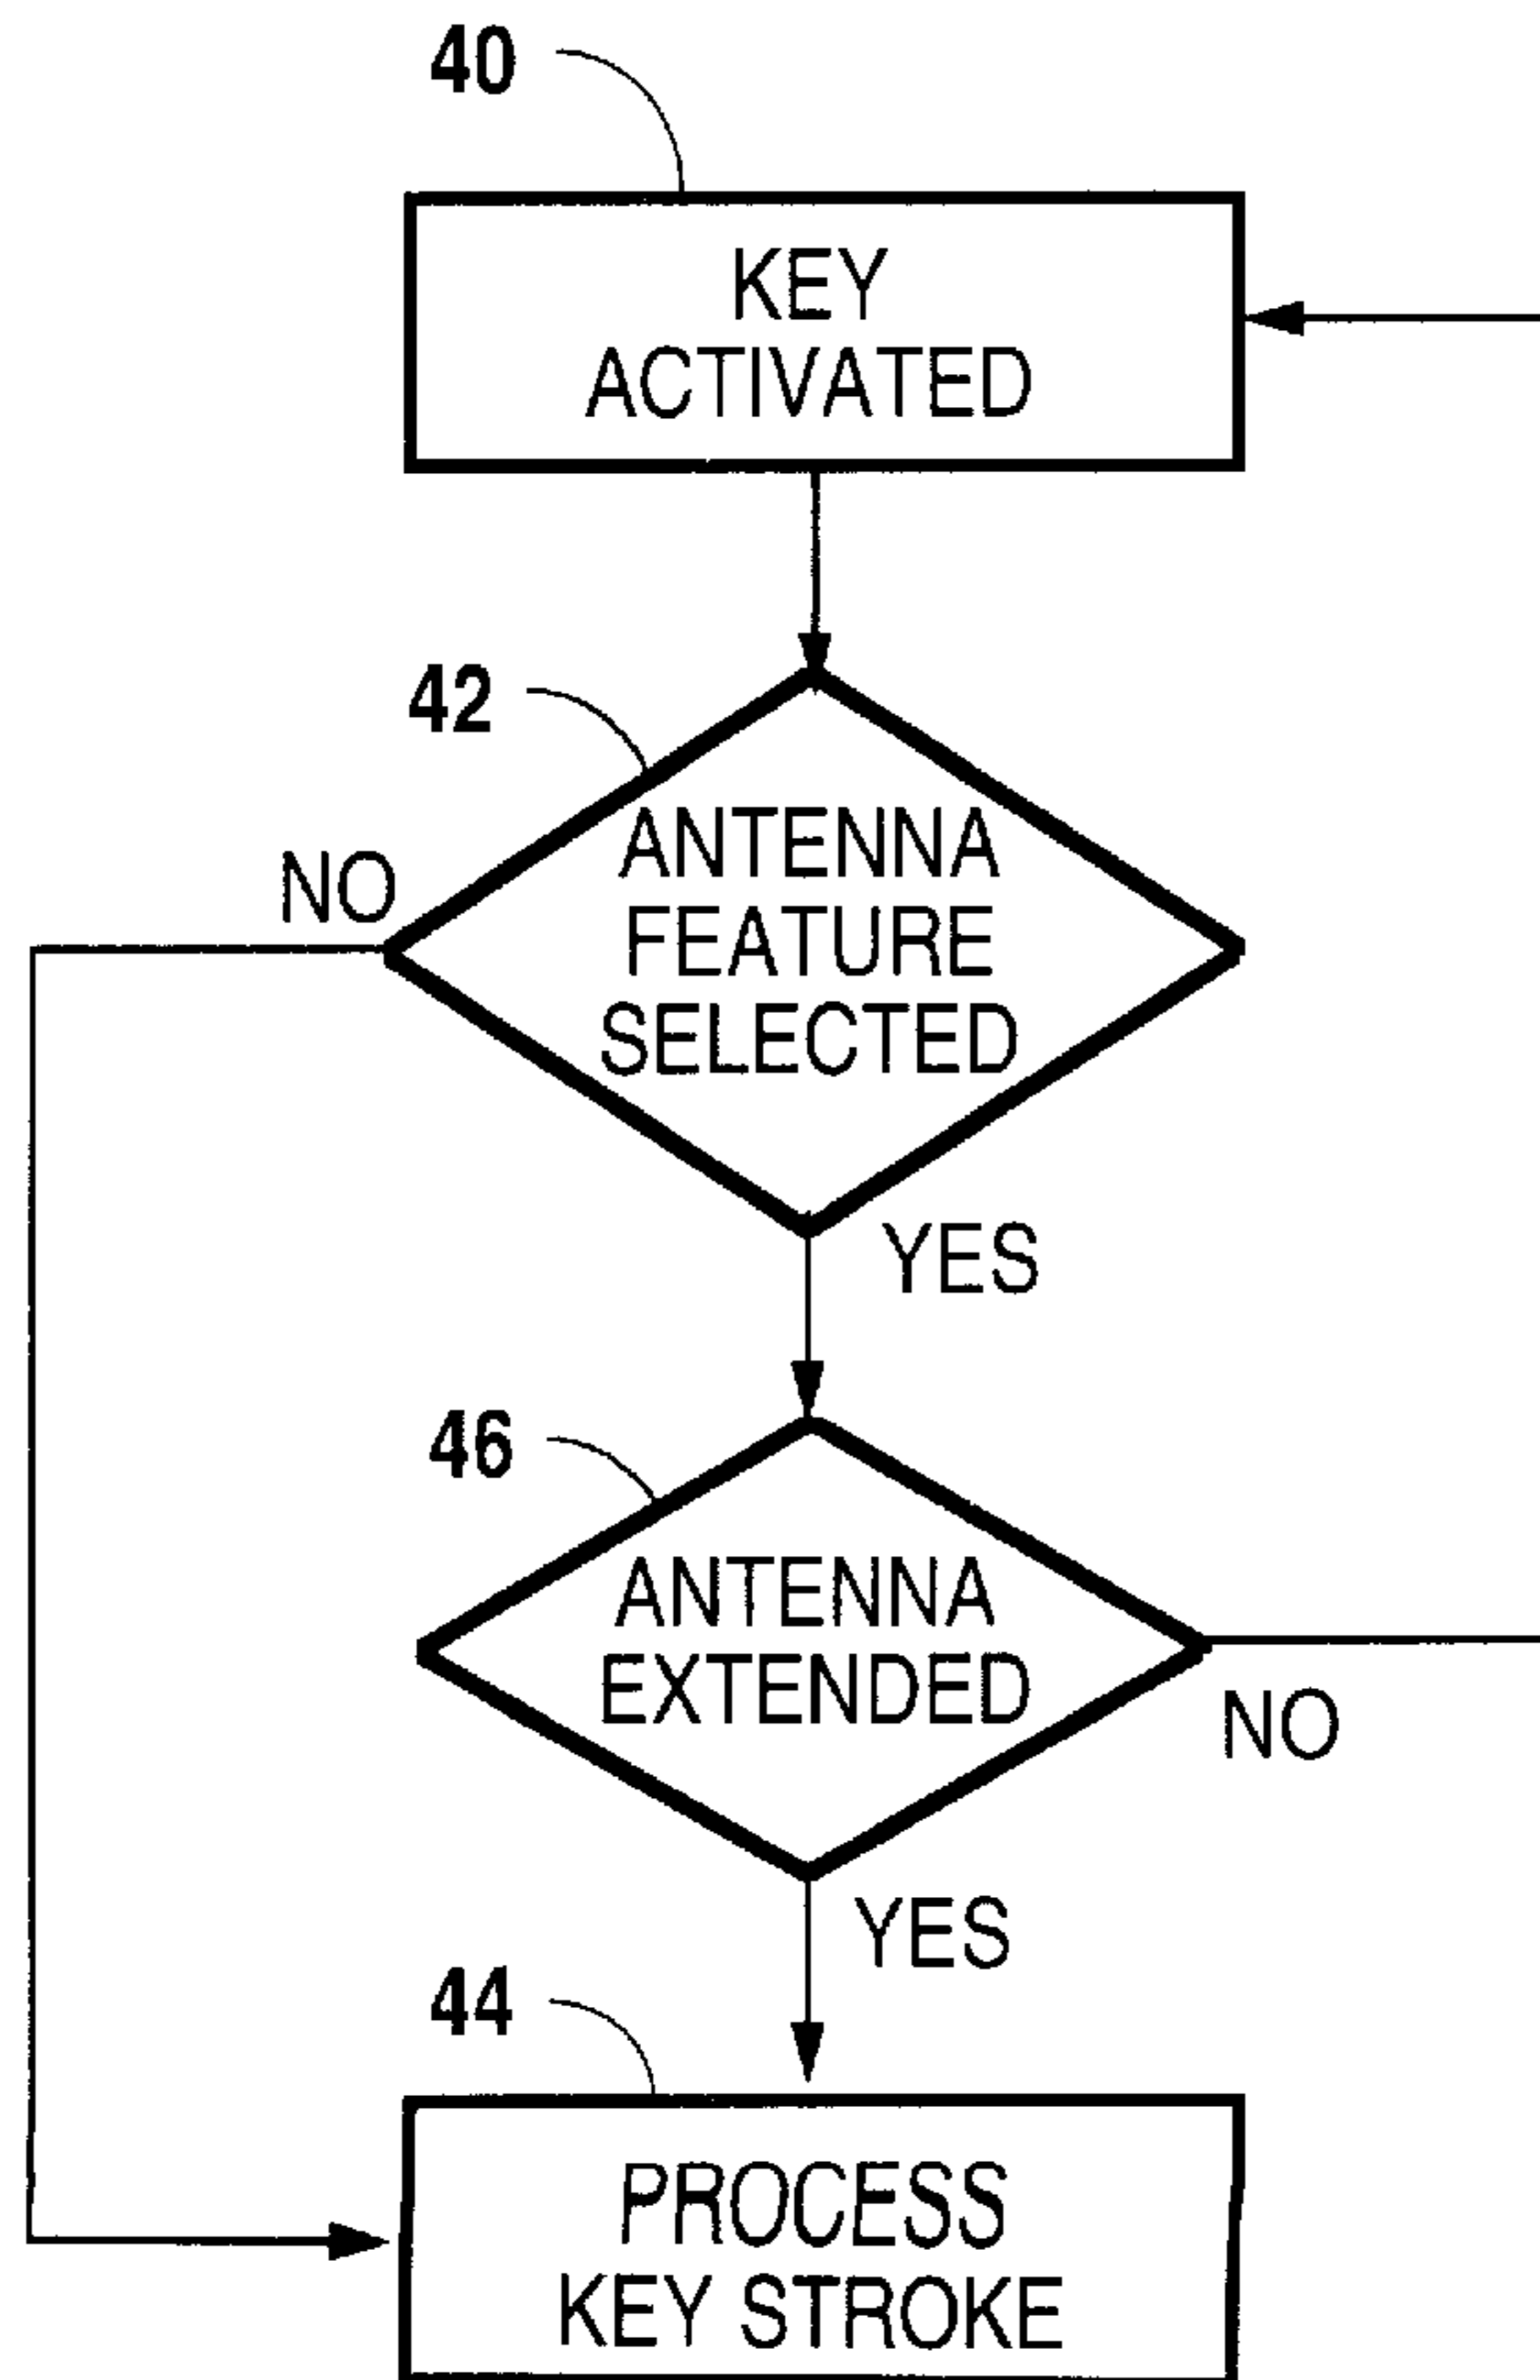 40
KEY
ACTIVATED
42
NO
ANTENNA
FEATURE
SELECTED
YES
46
ANTENNA
EXTENDED
NO
YES
44
PROCESS
KEY STROKE